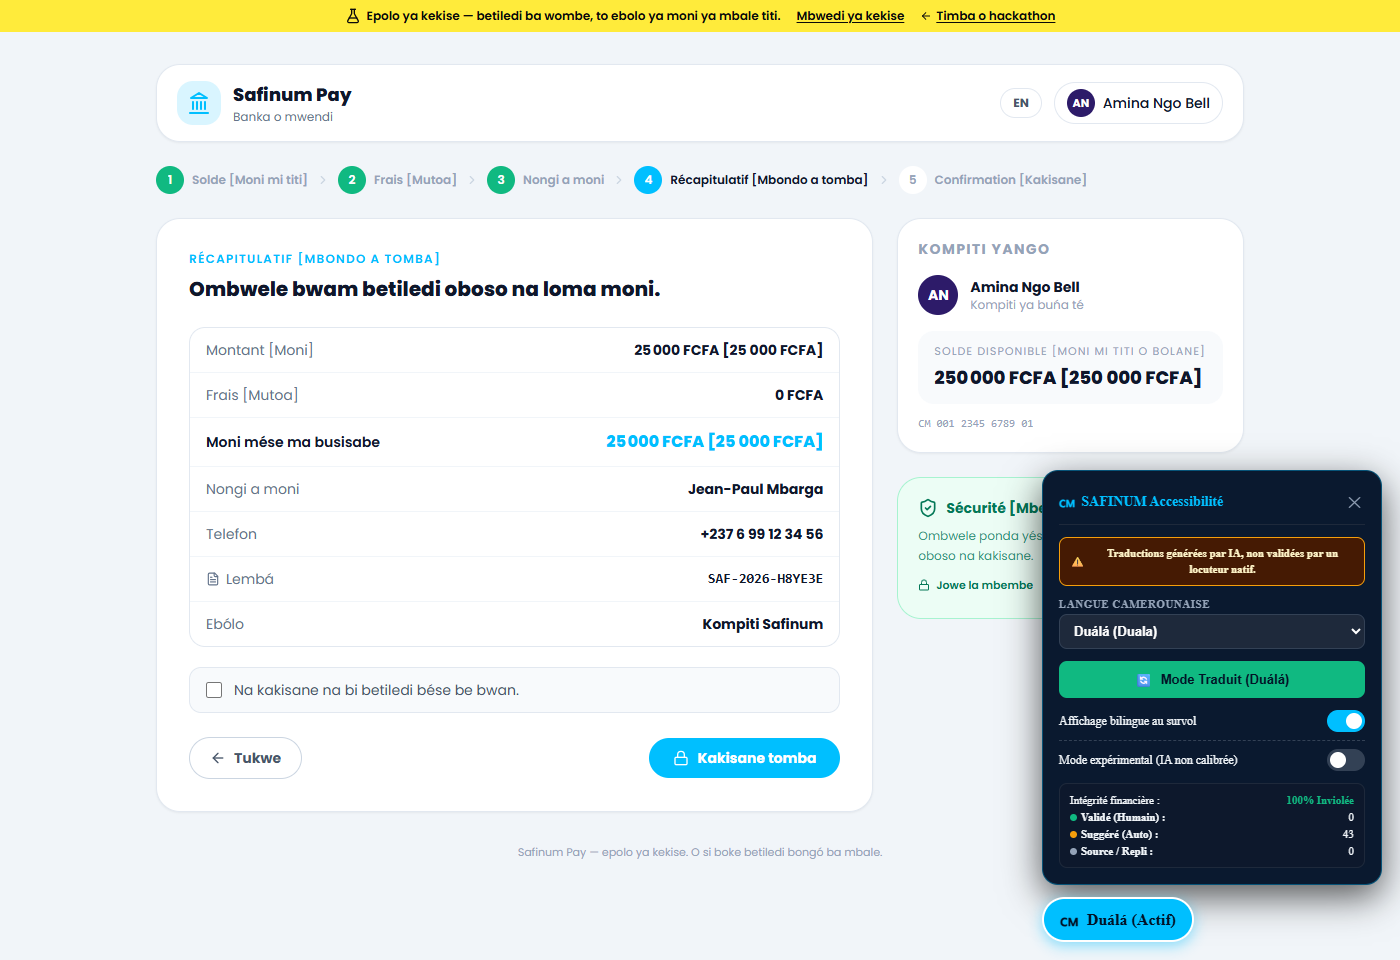 Epolo ya kekise — betiledi ba wombe, to ebolo ya moni ya mbale titi. Mbwedi ya kekise ← Timba o hackathon
Safinum Pay
Banka o mwendi
EN
AN Amina Ngo Bell
1 Solde [Moni mi titi]
2 Frais [Mutoa]
3 Nongi a moni
4 Récapitulatif [Mbondo a tomba]
5 Confirmation [Kakisane]
RÉCAPITULATIF [MBONDO A TOMBA]
Ombwele bwam betiledi oboso na loma moni.
Montant [Moni] 25 000 FCFA [25 000 FCFA]
Frais [Mutoa] 0 FCFA
Moni mése ma busisabe 25 000 FCFA [25 000 FCFA]
Nongi a moni Jean-Paul Mbarga
Telefon +237 6 99 12 34 56
Lembá SAF-2026-H8YE3E
Ebólo Kompiti Safinum
Na kakisane na bi betiledi bése be bwan.
← Tukwe
Kakisane tomba
KOMPITI YANGO
AN
Amina Ngo Bell
Kompiti ya buńa té
SOLDE DISPONIBLE [MONI MI TITI O BOLANE]
250 000 FCFA [250 000 FCFA]
CM 001 2345 6789 01
Sécurité
Ombwele ponda
oboso na kakisane.
Jowe la mbembe
CM SAFINUM Accessibilité
Traductions générées par IA, non validées par un
locuteur natif.
LANGUE CAMEROUNAISE
Duálá (Duala)
Mode Traduit (Duálá)
Affichage bilingue au survol
Mode expérimental (IA non calibrée)
Intégrité financière : 100% Inviolée
Validé (Humain) : 0
Suggéré (Auto) : 43
Source / Repli : 0
CM Duálá (Actif)
Safinum Pay — epolo ya kekise. O si boke betiledi bongó ba mbale.